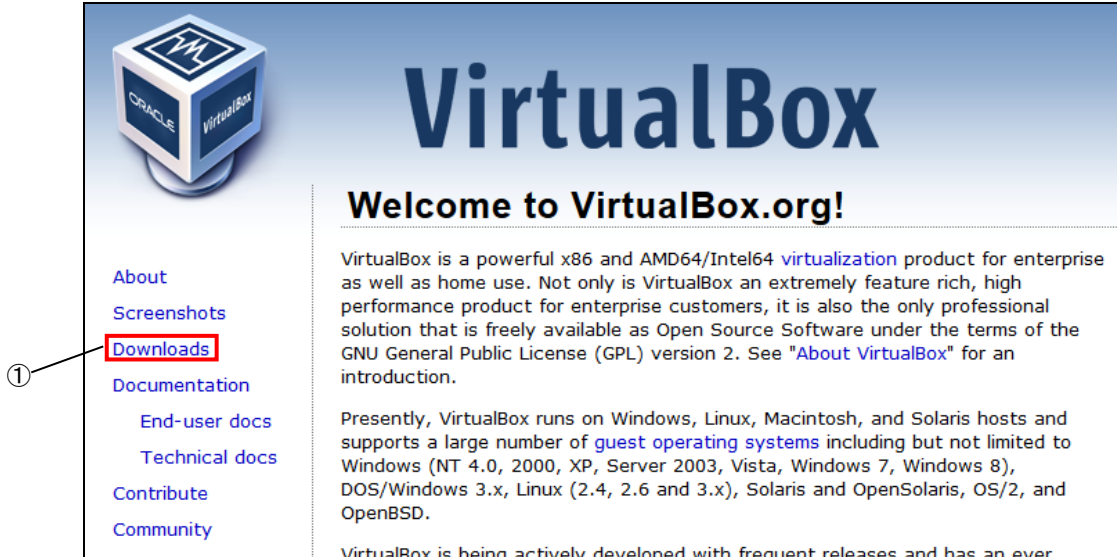 ORACLE
VirtualBox
VirtualBox
Welcome to VirtualBox.org!
About
Screenshots
Downloads
①
Documentation
End-user docs
Technical docs
Contribute
Community
VirtualBox is a powerful x86 and AMD64/Intel64 virtualization product for enterprise
as well as home use. Not only is VirtualBox an extremely feature rich, high
performance product for enterprise customers, it is also the only professional
solution that is freely available as Open Source Software under the terms of the
GNU General Public License (GPL) version 2. See "About VirtualBox" for an
introduction.
Presently, VirtualBox runs on Windows, Linux, Macintosh, and Solaris hosts and
supports a large number of guest operating systems including but not limited to
Windows (NT 4.0, 2000, XP, Server 2003, Vista, Windows 7, Windows 8),
DOS/Windows 3.x, Linux (2.4, 2.6 and 3.x), Solaris and OpenSolaris, OS/2, and
OpenBSD.
VirtualBox is being actively developed with frequent releases and has an ever